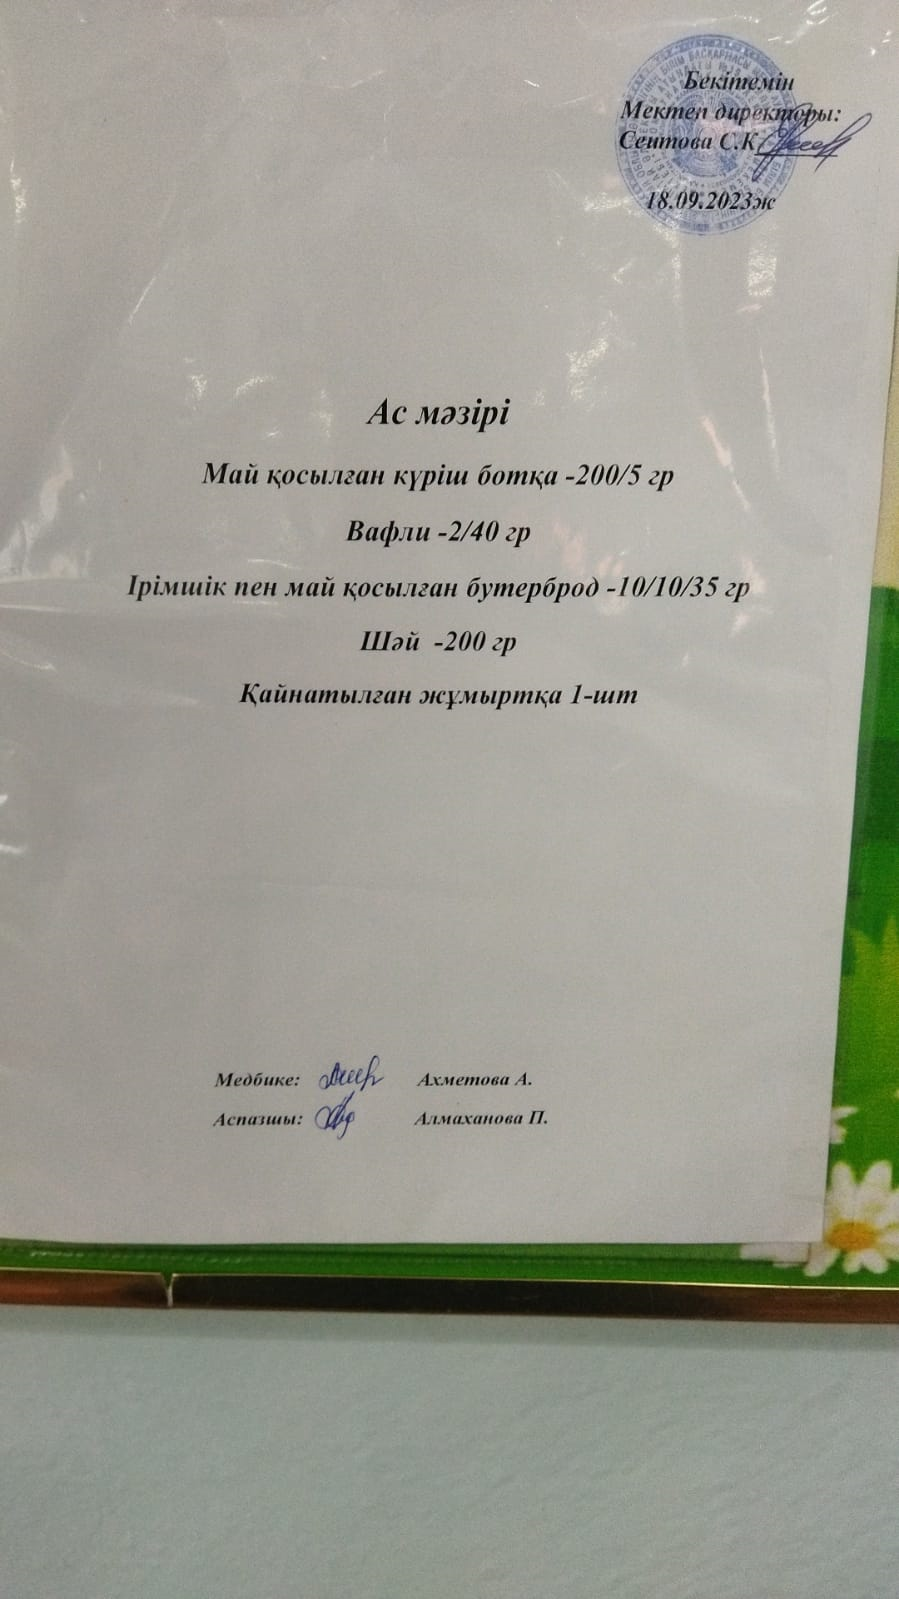 Бекітемін
Мектеп директоры:
Сеитова С.К
18.09.2023ж
Ас мәзірі
Май қосылған күріш ботқа -200/5 гр
Вафли -2/40 гр
Ірімшік пен май қосылған бутерброд -10/10/35 гр
Шәй -200 гр
Қайнатылған жұмыртқа 1-шт
Медбике: Ахметова А.
Аспазшы: Алмаханова П.